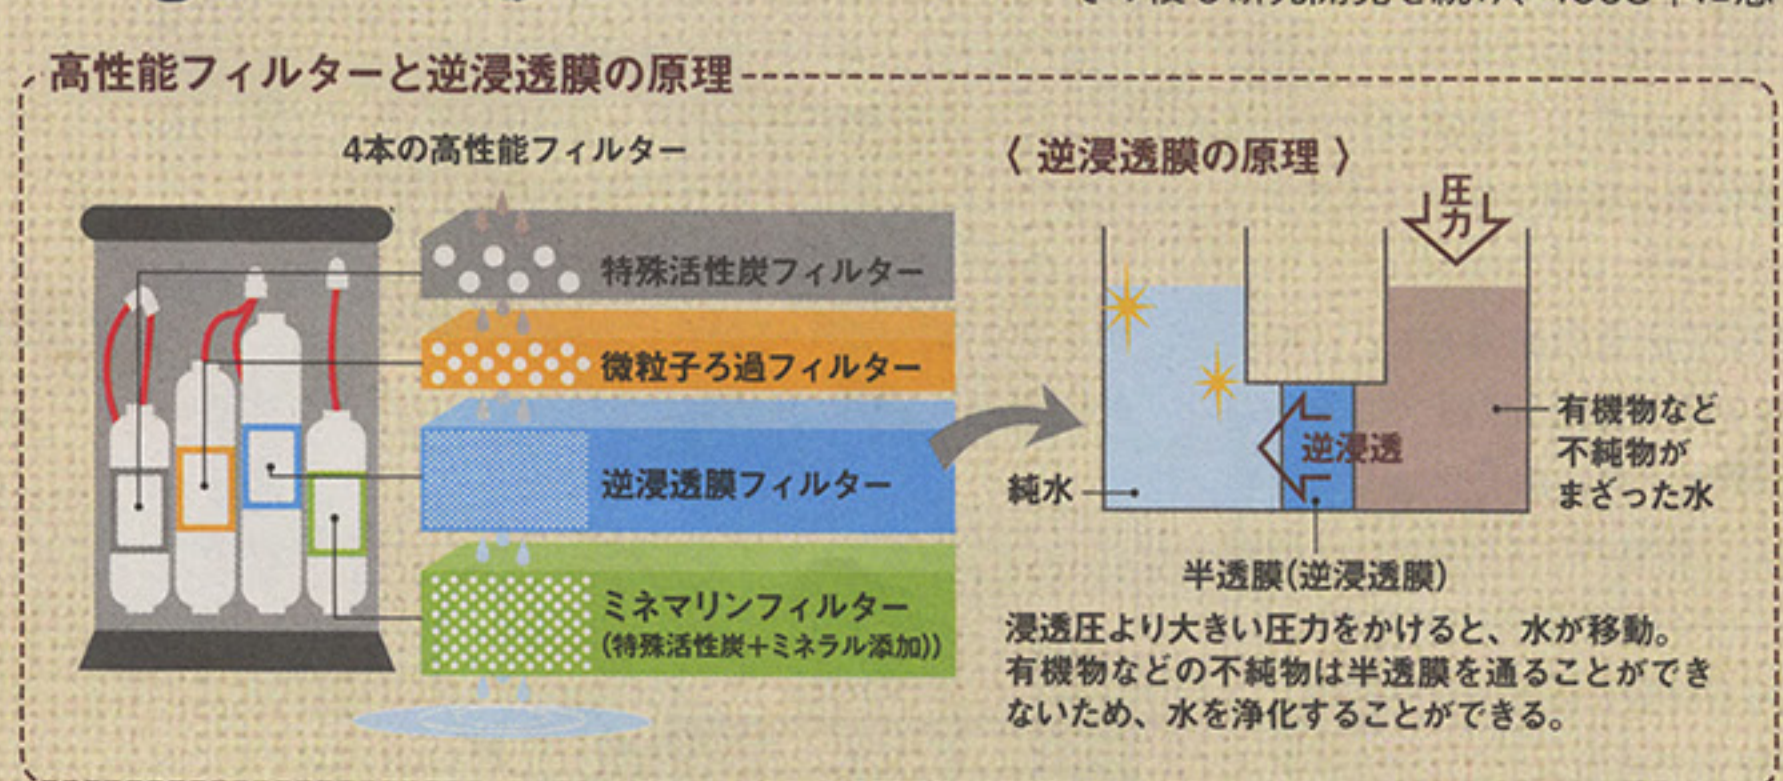 高性能フィルターと逆浸透膜の原理
4本の高性能フィルター
特殊活性炭フィルター
微粒子ろ過フィルター
逆浸透膜フィルター
ミネマリンフィルター
(特殊活性炭+ミネラル添加))
〈 逆浸透膜の原理 〉
圧力
逆浸透
純水
有機物など
不純物が
まざった水
半透膜(逆浸透膜)
浸透圧より大きい圧力をかけると、水が移動。
有機物などの不純物は半透膜を通ることができ
ないため、水を浄化することができる。